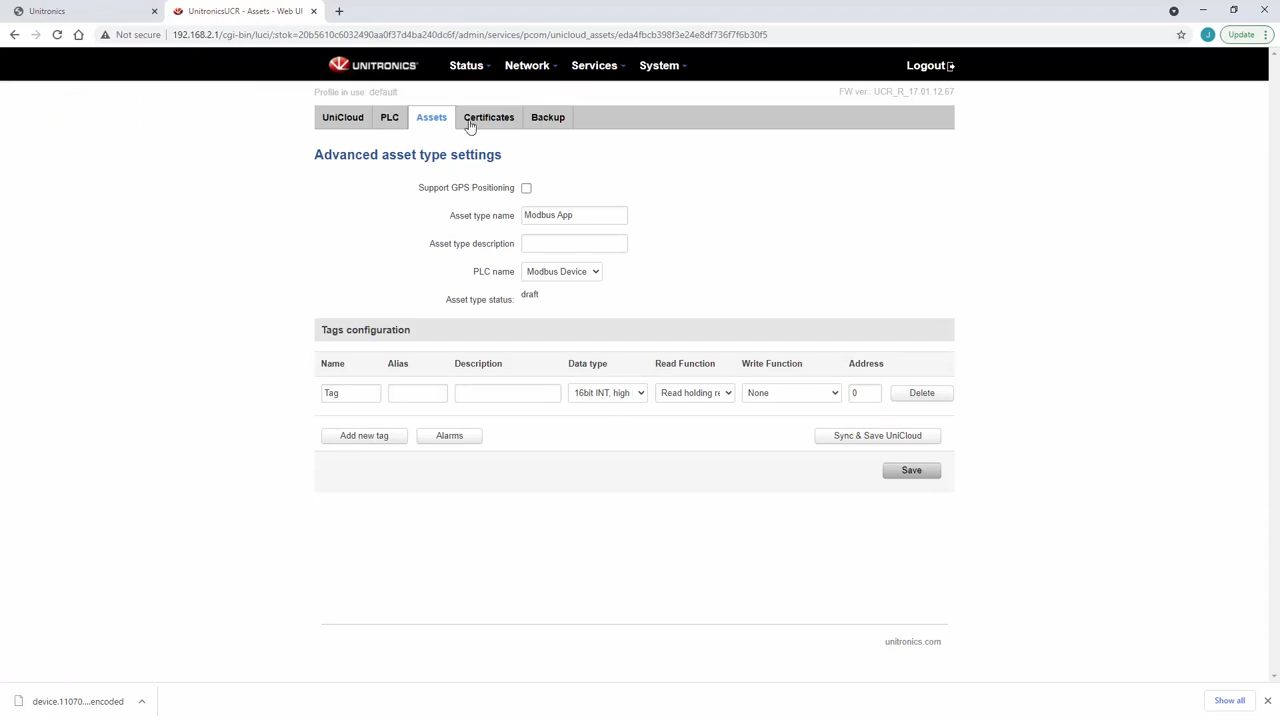 Unitronics
UnitronicsUCR - Assets - Web UI
Not secure
192.168.2.1/cgi-bin/luci/;stok=20b5610c6032490aa0f37d4ba240dc6f/admin/services/pcom/unicloud_assets/eda4fbcb398f3e24e8df736f7f6b30f5
J
Update
UNITRONICS
Status
Network
Services
System
Logout
Profile in use: default
FW ver.: UCR_R_17.01.12.67
UniCloud
PLC
Assets
Certificates
Backup
Advanced asset type settings
Support GPS Positioning
Asset type name
Modbus App
Asset type description
PLC name
Modbus Device
Asset type status:
draft
Tags configuration
Name Alias Description Data type Read Function Write Function Address
Tag
16bit INT, high
Read holding re
None
0
Delete
Add new tag
Alarms
Sync & Save UniCloud
Save
unitronics.com
device.11070....encoded
Show all